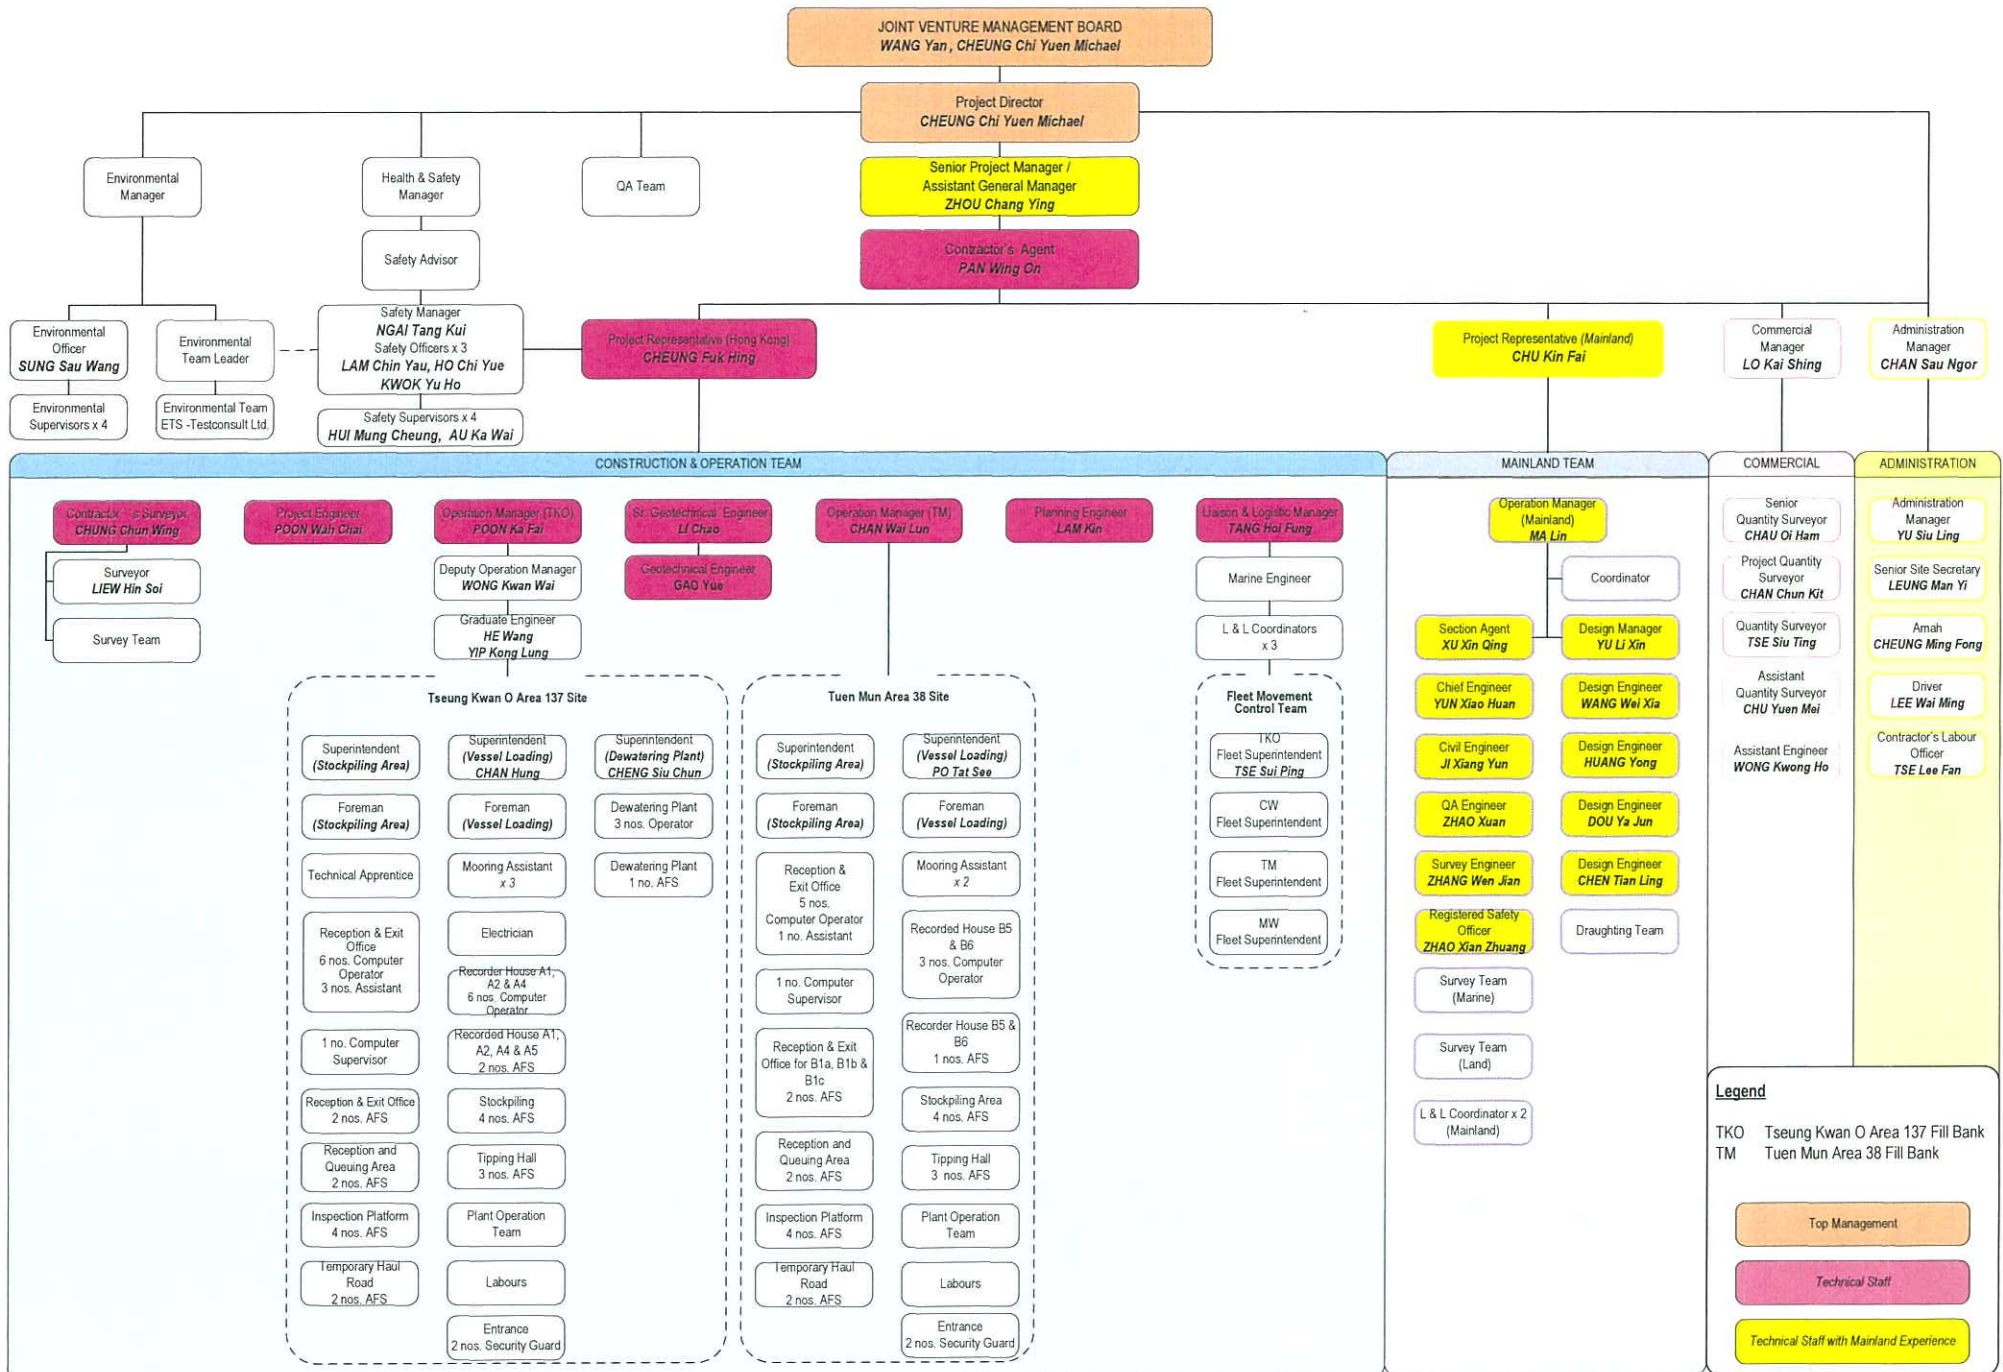 JOINT VENTURE MANAGEMENT BOARD
WANG Yan , CHEUNG Chi Yuen Michael
Project Director
CHEUNG Chi Yuen Michael
Environmental
Manager
Health & Safety
Manager
QA Team
Senior Project Manager /
Assistant General Manager
ZHOU Chang Ying
Safety Advisor
Contractor's Agent
PAN Wing On
Environmental
Officer
SUNG Sau Wang
Environmental
Team Leader
Safety Manager
NGAI Tang Kui
Safety Officers x 3
LAM Chin Yau, HO Chi Yue
KWOK Yu Ho
Project Representative (Hong Kong)
CHEUNG Fuk Hing
Project Representative (Mainland)
CHU Kin Fai
Commercial
Manager
LO Kai Shing
Administration
Manager
CHAN Sau Ngor
Environmental
Supervisors x 4
Environmental Team
ETS -Testconsult Ltd.
Safety Supervisors x 4
HUI Mung Cheung, AU Ka Wai
CONSTRUCTION & OPERATION TEAM
MAINLAND TEAM
COMMERCIAL
ADMINISTRATION
Contractor s Surveyor
CHUNG Chun Wing
Surveyor
LIEW Hin Soi
Survey Team
Project Engineer
POON Wah Chai
Operation Manager (TKO)
POON Ka Fai
Deputy Operation Manager
WONG Kwan Wai
Graduate Engineer
HE Wang
YIP Kong Lung
Sr. Geotechnical Engineer
LI Chao
Geotechnical Engineer
GAO Yue
Operation Manager (TM)
CHAN Wai Lun
Planning Engineer
LAM Kin
Liaison & Logistic Manager
TANG Hoi Fung
Marine Engineer
L & L Coordinators
x 3
Tseung Kwan O Area 137 Site
Superintendent
(Stockpiling Area)
Foreman
(Stockpiling Area)
Technical Apprentice
Reception & Exit
Office
6 nos. Computer
Operator
3 nos. Assistant
1 no. Computer
Supervisor
Reception & Exit Office
2 nos. AFS
Reception and
Queuing Area
2 nos. AFS
Inspection Platform
4 nos. AFS
Temporary Haul
Road
2 nos. AFS
Superintendent
(Vessel Loading)
CHAN Hung
Foreman
(Vessel Loading)
Mooring Assistant
x 3
Electrician
Recorder House A1,
A2 & A4
6 nos. Computer
Operator
Recorded House A1,
A2, A4 & A5
2 nos. AFS
Stockpiling
4 nos. AFS
Tipping Hall
3 nos. AFS
Plant Operation
Team
Labours
Entrance
2 nos. Security Guard
Superintendent
(Dewatering Plant)
CHENG Siu Chun
Dewatering Plant
3 nos. Operator
Dewatering Plant
1 no. AFS
Tuen Mun Area 38 Site
Superintendent
(Stockpiling Area)
Foreman
(Stockpiling Area)
Reception &
Exit Office
5 nos.
Computer Operator
1 no. Assistant
1 no. Computer
Supervisor
Reception & Exit
Office for B1a, B1b &
B1c
2 nos. AFS
Reception and
Queuing Area
2 nos. AFS
Inspection Platform
4 nos. AFS
Temporary Haul
Road
2 nos. AFS
Superintendent
(Vessel Loading)
PO Tat See
Foreman
(Vessel Loading)
Mooring Assistant
x 2
Recorded House B5
& B6
3 nos. Computer
Operator
Recorder House B5 &
B6
1 nos. AFS
Stockpiling Area
4 nos. AFS
Tipping Hall
3 nos. AFS
Plant Operation
Team
Labours
Entrance
2 nos. Security Guard
Fleet Movement
Control Team
TKO
Fleet Superintendent
TSE Sui Ping
CW
Fleet Superintendent
TM
Fleet Superintendent
MW
Fleet Superintendent
Operation Manager
(Mainland)
MA Lin
Coordinator
Section Agent
XU Xin Qing
Chief Engineer
YUN Xiao Huan
Civil Engineer
JI Xiang Yun
QA Engineer
ZHAO Xuan
Survey Engineer
ZHANG Wen Jian
Registered Safety
Officer
ZHAO Xian Zhuang
Survey Team
(Marine)
Survey Team
(Land)
L & L Coordinator x 2
(Mainland)
Design Manager
YU Li Xin
Design Engineer
WANG Wei Xia
Design Engineer
HUANG Yong
Design Engineer
DOU Ya Jun
Design Engineer
CHEN Tian Ling
Draughting Team
Senior
Quantity Surveyor
CHAU Oi Ham
Project Quantity
Surveyor
CHAN Chun Kit
Quantity Surveyor
TSE Siu Ting
Assistant
Quantity Surveyor
CHU Yuen Mei
Assistant Engineer
WONG Kwong Ho
Administration
Manager
YU Siu Ling
Senior Site Secretary
LEUNG Man Yi
Amah
CHEUNG Ming Fong
Driver
LEE Wai Ming
Contractor's Labour
Officer
TSE Lee Fan
Legend
TKO Tseung Kwan O Area 137 Fill Bank
TM Tuen Mun Area 38 Fill Bank
Top Management
Technical Staff
Technical Staff with Mainland Experience